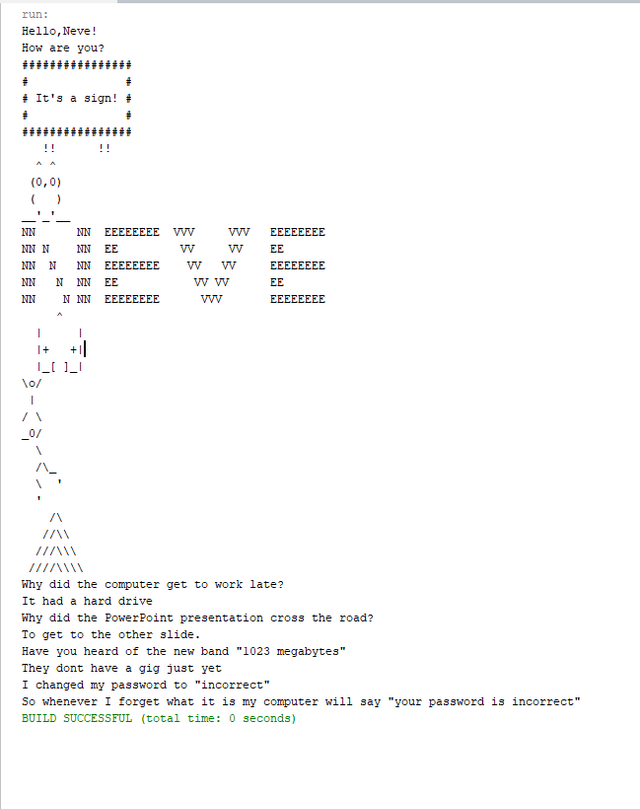 run:
Hello,Neve!
How are you?
################
#              #
# It's a sign! #
#              #
################
   !!      !!
  ^ ^
 (0,0)
 (   )
__'_'__
NN      NN  EEEEEEEE  VVV     VVV   EEEEEEEE
NN N    NN  EE         VV     VV    EE
NN  N   NN  EEEEEEEE    VV   VV     EEEEEEEE
NN   N  NN  EE           VV VV      EE
NN    N NN  EEEEEEEE      VVV       EEEEEEEE
     ^
  |     |
  |+   +|
  |_[ ]_|
\o/
 |
/ \
_0/
  \
  /\_
  \  '
  '
    /\
   //\\
  ///\\\
 ////\\\\
Why did the computer get to work late?
It had a hard drive
Why did the PowerPoint presentation cross the road?
To get to the other slide.
Have you heard of the new band "1023 megabytes"
They dont have a gig just yet
I changed my password to "incorrect"
So whenever I forget what it is my computer will say "your password is incorrect"
BUILD SUCCESSFUL (total time: 0 seconds)